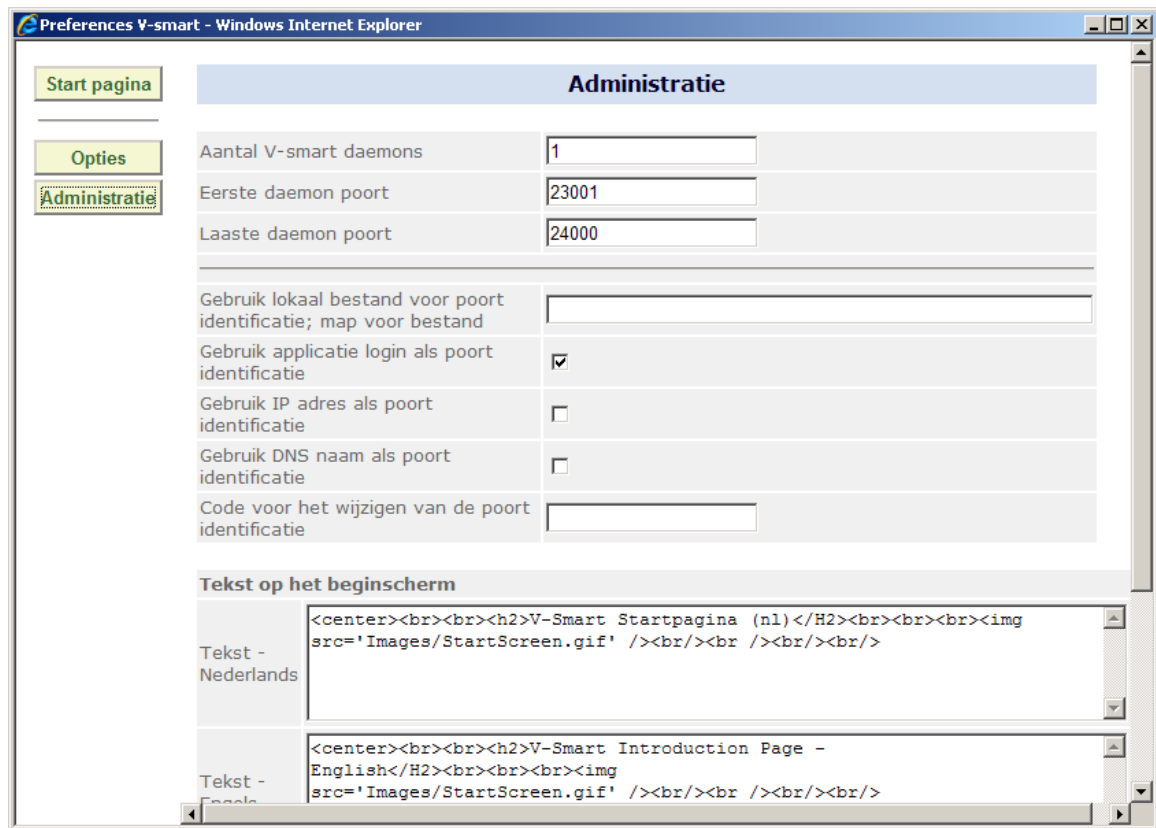 Preferences V-smart - Windows Internet Explorer
Start pagina
Opties
Administratie
Administratie
Aantal V-smart daemons
1
Eerste daemon poort
23001
Laaste daemon poort
24000
Gebruik lokaal bestand voor poort
identificatie; map voor bestand
Gebruik applicatie login als poort
identificatie
Gebruik IP adres als poort
identificatie
Gebruik DNS naam als poort
identificatie
Code voor het wijzigen van de poort
identificatie
Tekst op het beginscherm
Tekst -
Nederlands
<center><br><br><h2>V-Smart Startpagina (nl)</H2><br><br><br><img
src='Images/StartScreen.gif' /><br/><br /><br/><br/>
Tekst -
Engels
<center><br><br><h2>V-Smart Introduction Page -
English</H2><br><br><br><img
src='Images/StartScreen.gif' /><br/><br /><br/><br/>